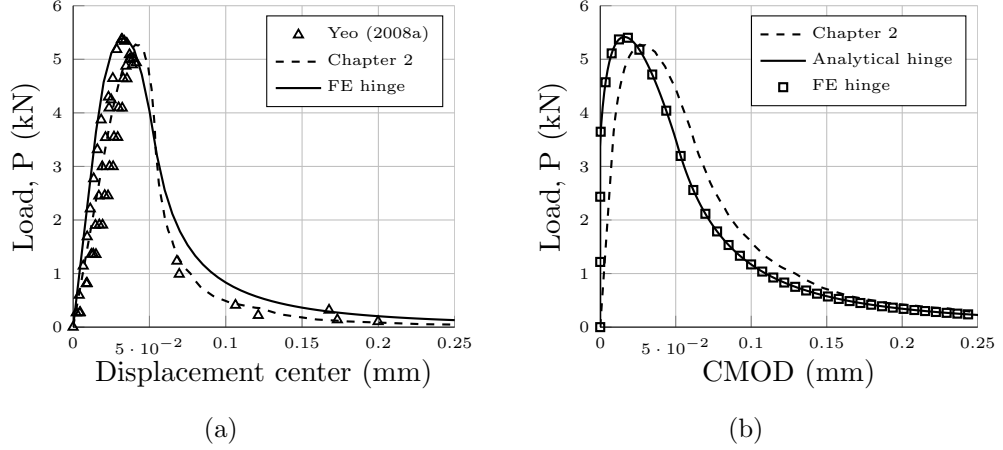 6
5
4
3
2
1
0
0
5 · 10⁻²
0.1
0.15
0.2
0.25
Load, P (kN)
Displacement center (mm)
Yeo (2008a)
Chapter 2
FE hinge
(a)
6
5
4
3
2
1
0
0
5 · 10⁻²
0.1
0.15
0.2
0.25
Load, P (kN)
CMOD (mm)
Chapter 2
Analytical hinge
FE hinge
(b)